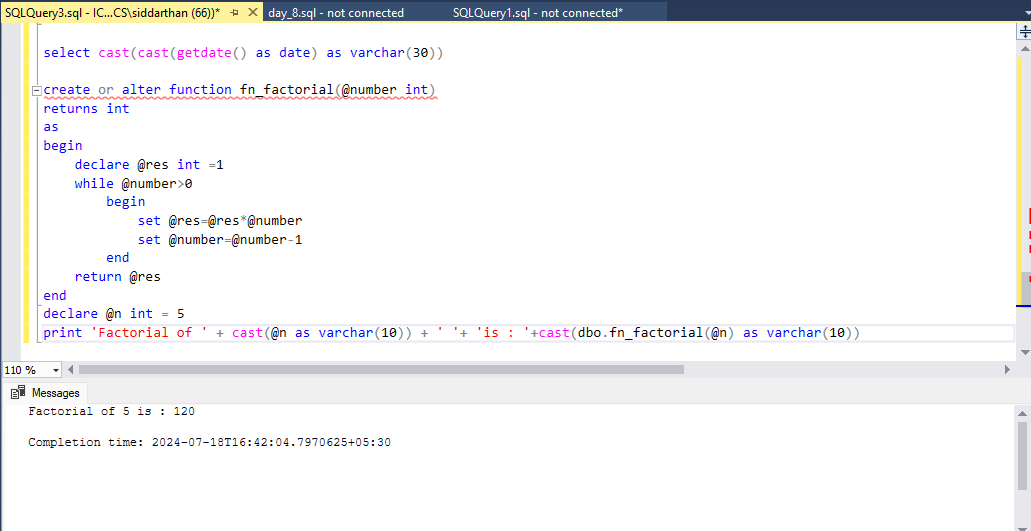 SQLQuery3.sql - IC...CS\siddarthan (66))* day_8.sql - not connected SQLQuery1.sql - not connected*
select cast(cast(getdate() as date) as varchar(30))
create or alter function fn_factorial(@number int)
returns int
as
begin
declare @res int =1
while @number>0
begin
set @res=@res*@number
set @number=@number-1
end
return @res
end
declare @n int = 5
print 'Factorial of ' + cast(@n as varchar(10)) + ' '+ 'is : '+cast(dbo.fn_factorial(@n) as varchar(10))
110 %
Messages
Factorial of 5 is : 120
Completion time: 2024-07-18T16:42:04.7970625+05:30